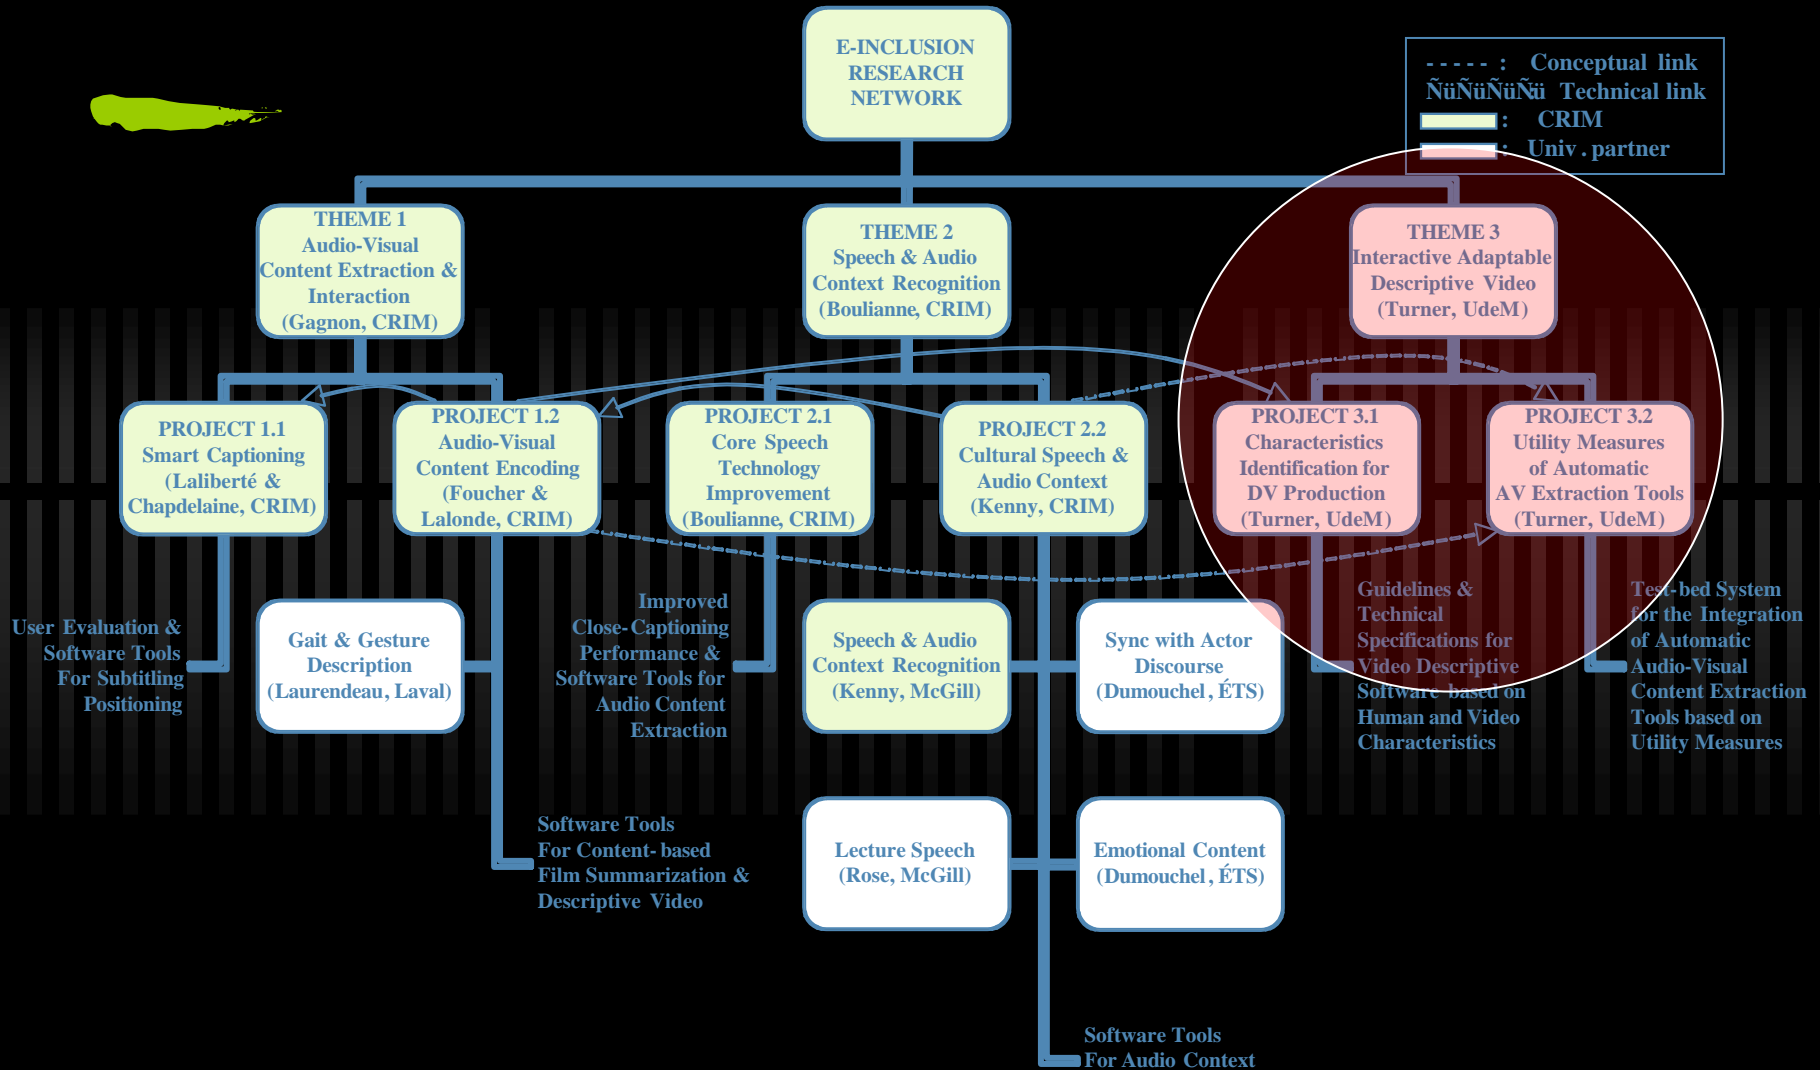 E-INCLUSION
RESEARCH
NETWORK
- - - - - : Conceptual link
ÑüÑüÑüÑü Technical link
: CRIM
: Univ. partner
THEME 1
Audio-Visual
Content Extraction &
Interaction
(Gagnon, CRIM)
THEME 2
Speech & Audio
Context Recognition
(Boulianne, CRIM)
THEME 3
Interactive Adaptable
Descriptive Video
(Turner, UdeM)
PROJECT 1.1
Smart Captioning
(Laliberté &
Chapdelaine, CRIM)
PROJECT 1.2
Audio-Visual
Content Encoding
(Foucher &
Lalonde, CRIM)
PROJECT 2.1
Core Speech
Technology
Improvement
(Boulianne, CRIM)
PROJECT 2.2
Cultural Speech &
Audio Context
(Kenny, CRIM)
PROJECT 3.1
Characteristics
Identification for
DV Production
(Turner, UdeM)
PROJECT 3.2
Utility Measures
of Automatic
AV Extraction Tools
(Turner, UdeM)
User Evaluation &
Software Tools
For Subtitling
Positioning
Gait & Gesture
Description
(Laurendeau, Laval)
Improved
Close-Captioning
Performance &
Software Tools for
Audio Content
Extraction
Speech & Audio
Context Recognition
(Kenny, McGill)
Sync with Actor
Discourse
(Dumouchel, ÉTS)
Guidelines &
Technical
Specifications for
Video Descriptive
Software based on
Human and Video
Characteristics
Test-bed System
for the Integration
of Automatic
Audio-Visual
Content Extraction
Tools based on
Utility Measures
Software Tools
For Content-based
Film Summarization &
Descriptive Video
Lecture Speech
(Rose, McGill)
Emotional Content
(Dumouchel, ÉTS)
Software Tools
For Audio Context